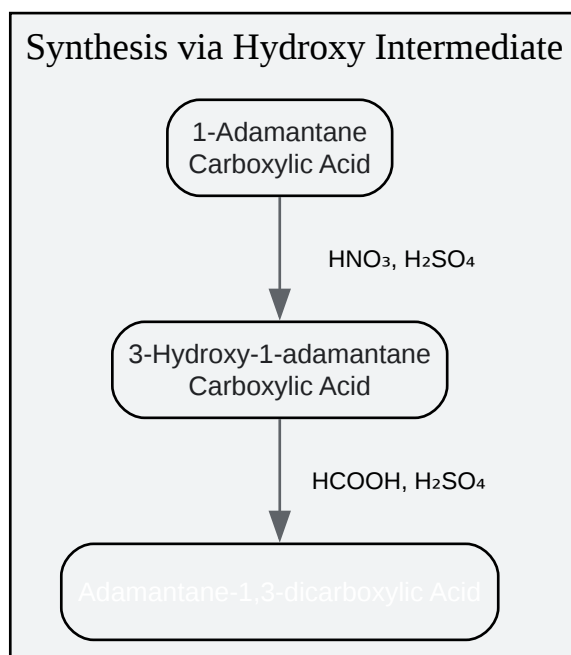 Synthesis via Hydroxy Intermediate
1-Adamantane
Carboxylic Acid
HNO₃, H₂SO₄
3-Hydroxy-1-adamantane
Carboxylic Acid
HCOOH, H₂SO₄
Adamantane-1,3-dicarboxylic Acid